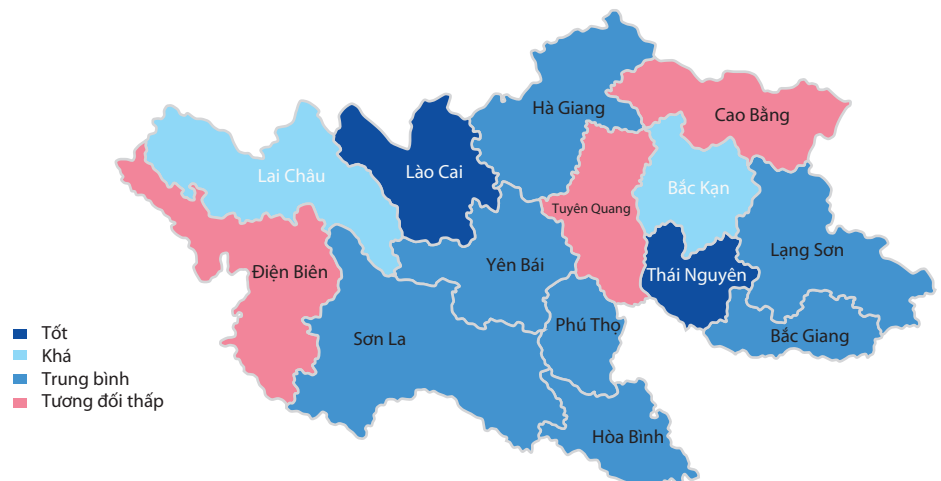 Hà Giang
Cao Bằng
Lào Cai
Lai Châu
Bắc Kạn
Tuyên Quang
Lạng Sơn
Yên Bái
Điện Biên
Thái Nguyên
Phú Thọ
Sơn La
Bắc Giang
Hòa Bình
Tốt
Khá
Trung bình
Tương đối thấp